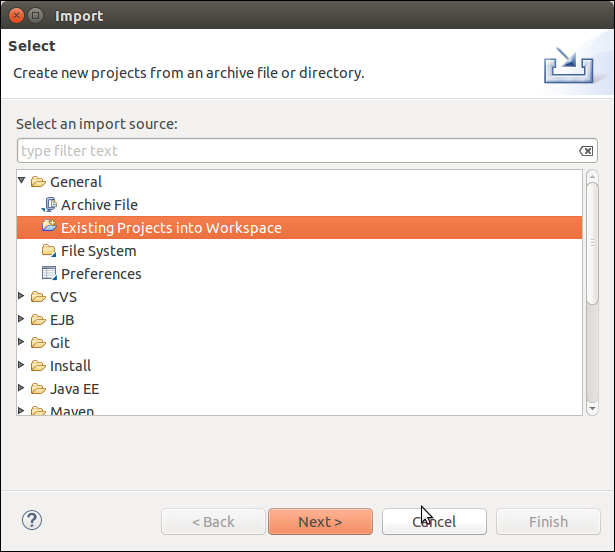 Import
Select
Create new projects from an archive file or directory.
Select an import source:
type filter text
General
Archive File
Existing Projects into Workspace
File System
Preferences
CVS
EJB
Git
Install
Java EE
Maven
?
< Back
Next >
Cancel
Finish